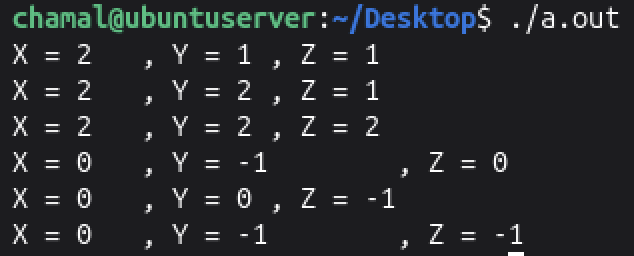 chamal@ubuntuserver:~/Desktop$ ./a.out
X = 2   , Y = 1 , Z = 1
X = 2   , Y = 2 , Z = 1
X = 2   , Y = 2 , Z = 2
X = 0   , Y = -1        , Z = 0
X = 0   , Y = 0 , Z = -1
X = 0   , Y = -1        , Z = -1